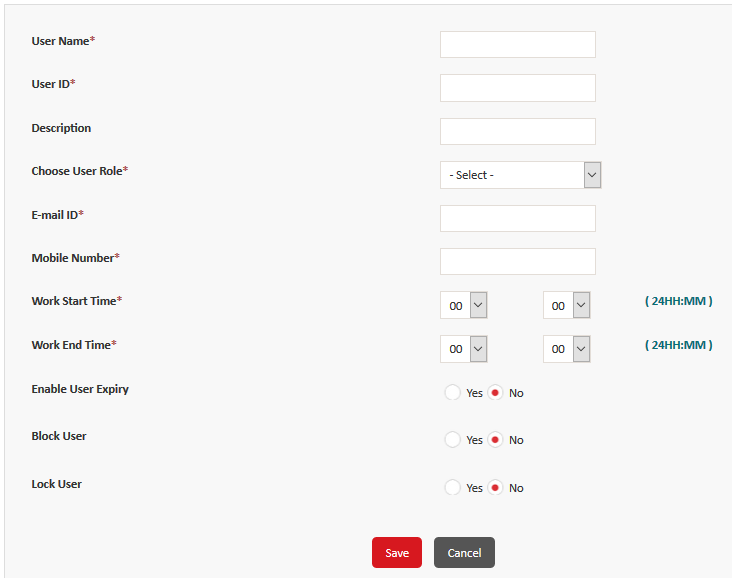 User Name*
User ID*
Description
Choose User Role* - Select -
E-mail ID*
Mobile Number*
Work Start Time* 00 00 ( 24HH:MM )
Work End Time* 00 00 ( 24HH:MM )
Enable User Expiry Yes No
Block User Yes No
Lock User Yes No
Save Cancel